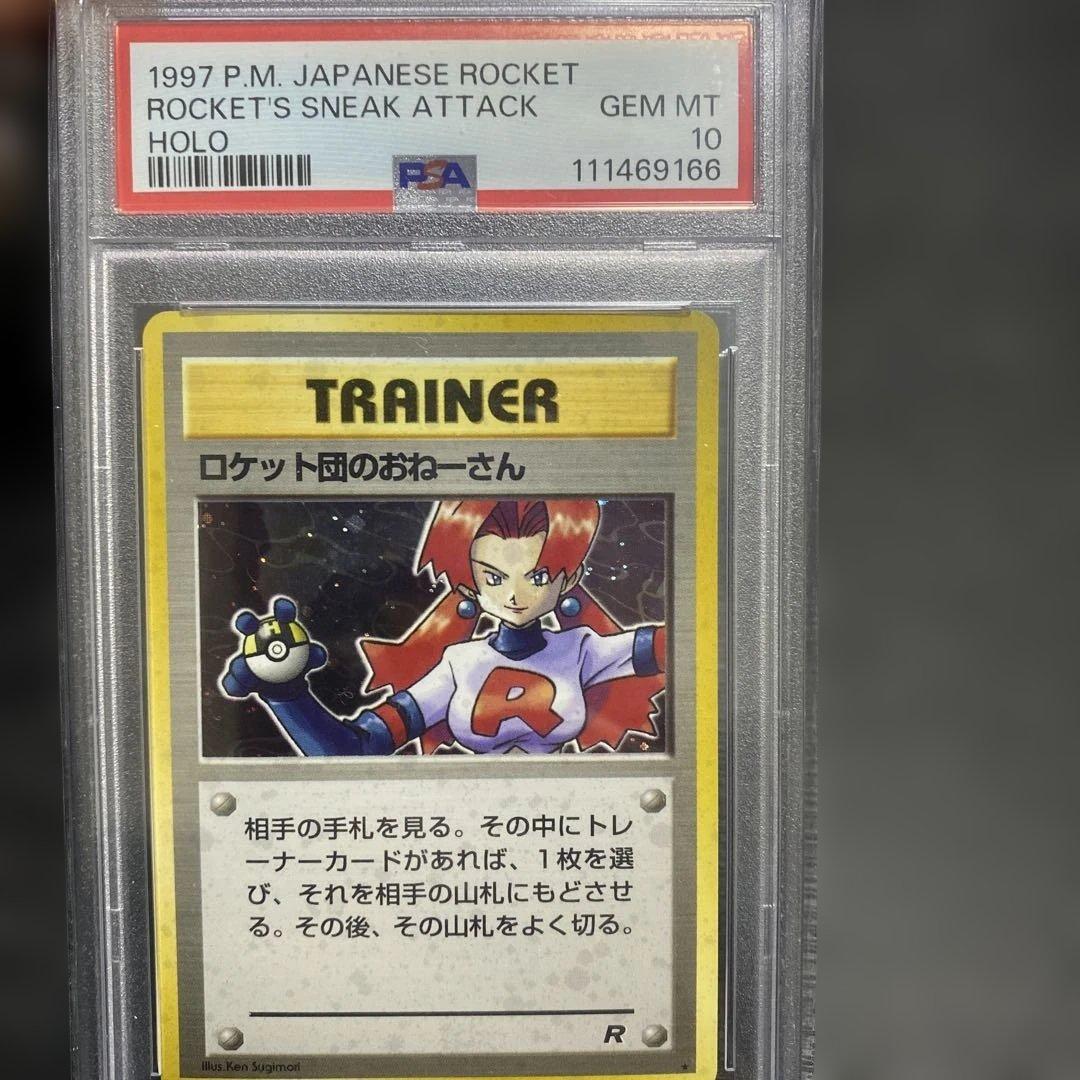 1997 P.M. JAPANESE ROCKET
ROCKET'S SNEAK ATTACK GEM MT
HOLO 10
PSA 111469166
TRAINER
ロケット団のおねーさん
R
相手の手札を見る。その中にトレ
ーナーカードがあれば、1枚を選
び、それを相手の山札にもどさせ
る。その後、その山札をよく切る。
R
Illus.Ken Sugimori ★